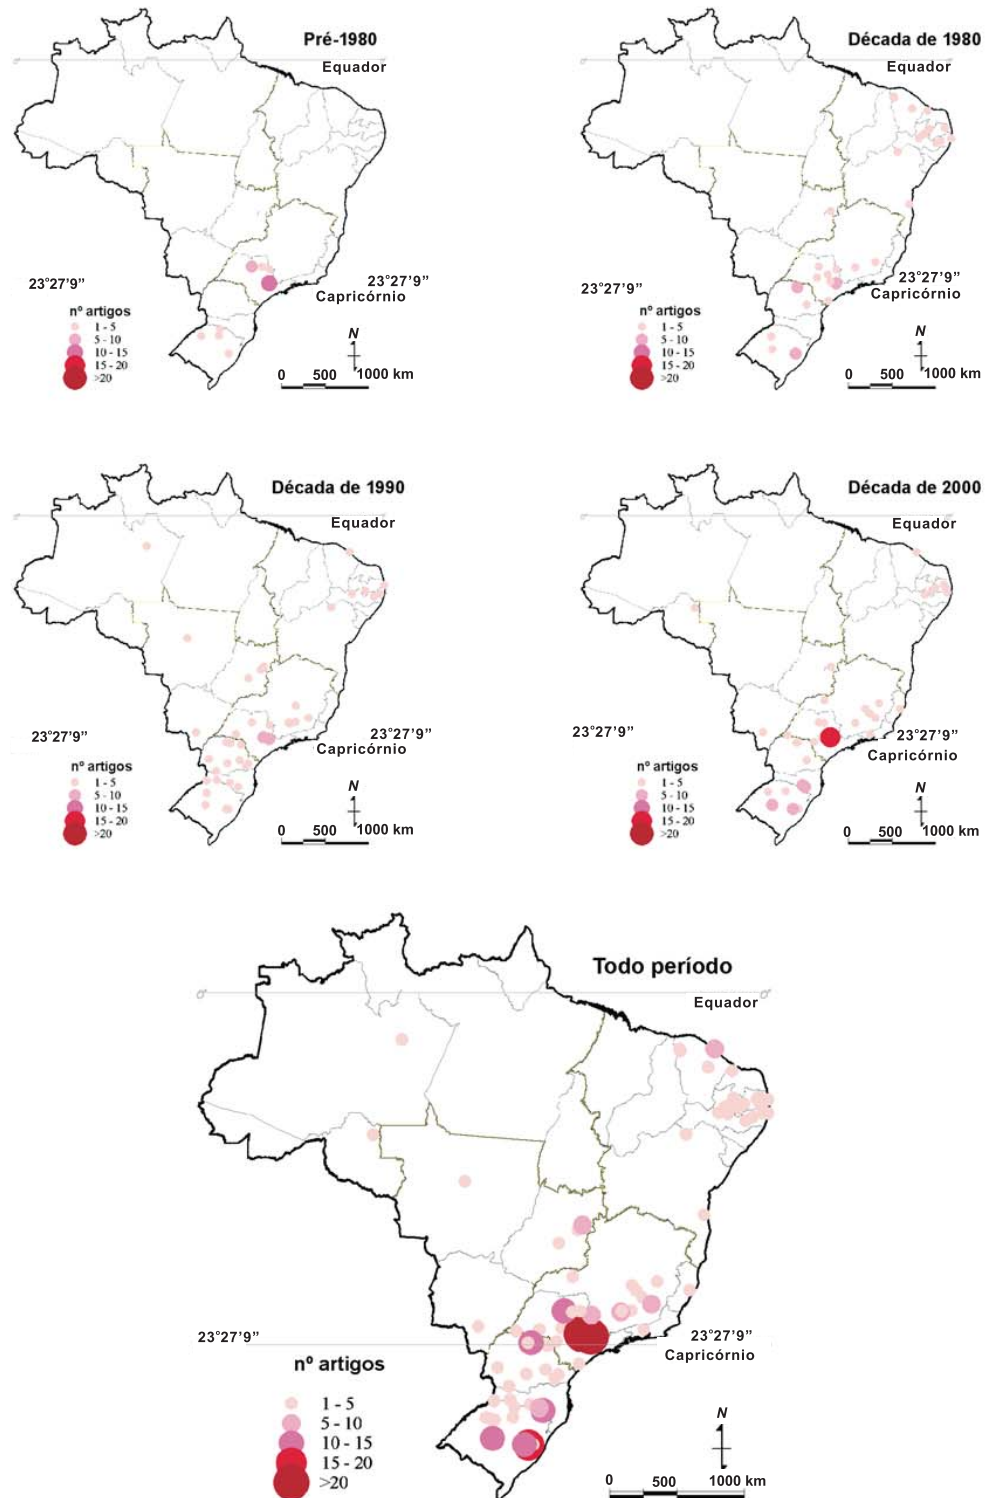 Pré-1980
Equador
23°27'9”
23°27'9”
Capricórnio
nº artigos
1 - 5
5 - 10
10 - 15
15 - 20
>20
N
0 500 1000 km
Década de 1980
Equador
23°27'9”
23°27'9”
Capricórnio
nº artigos
1 - 5
5 - 10
10 - 15
15 - 20
>20
N
0 500 1000 km
Década de 1990
Equador
23°27'9”
23°27'9”
Capricórnio
nº artigos
1 - 5
5 - 10
10 - 15
15 - 20
>20
N
0 500 1000 km
Década de 2000
Equador
23°27'9”
23°27'9”
Capricórnio
nº artigos
1 - 5
5 - 10
10 - 15
15 - 20
>20
N
0 500 1000 km
Todo período
Equador
23°27'9”
23°27'9”
Capricórnio
nº artigos
1 - 5
5 - 10
10 - 15
15 - 20
>20
N
0 500 1000 km